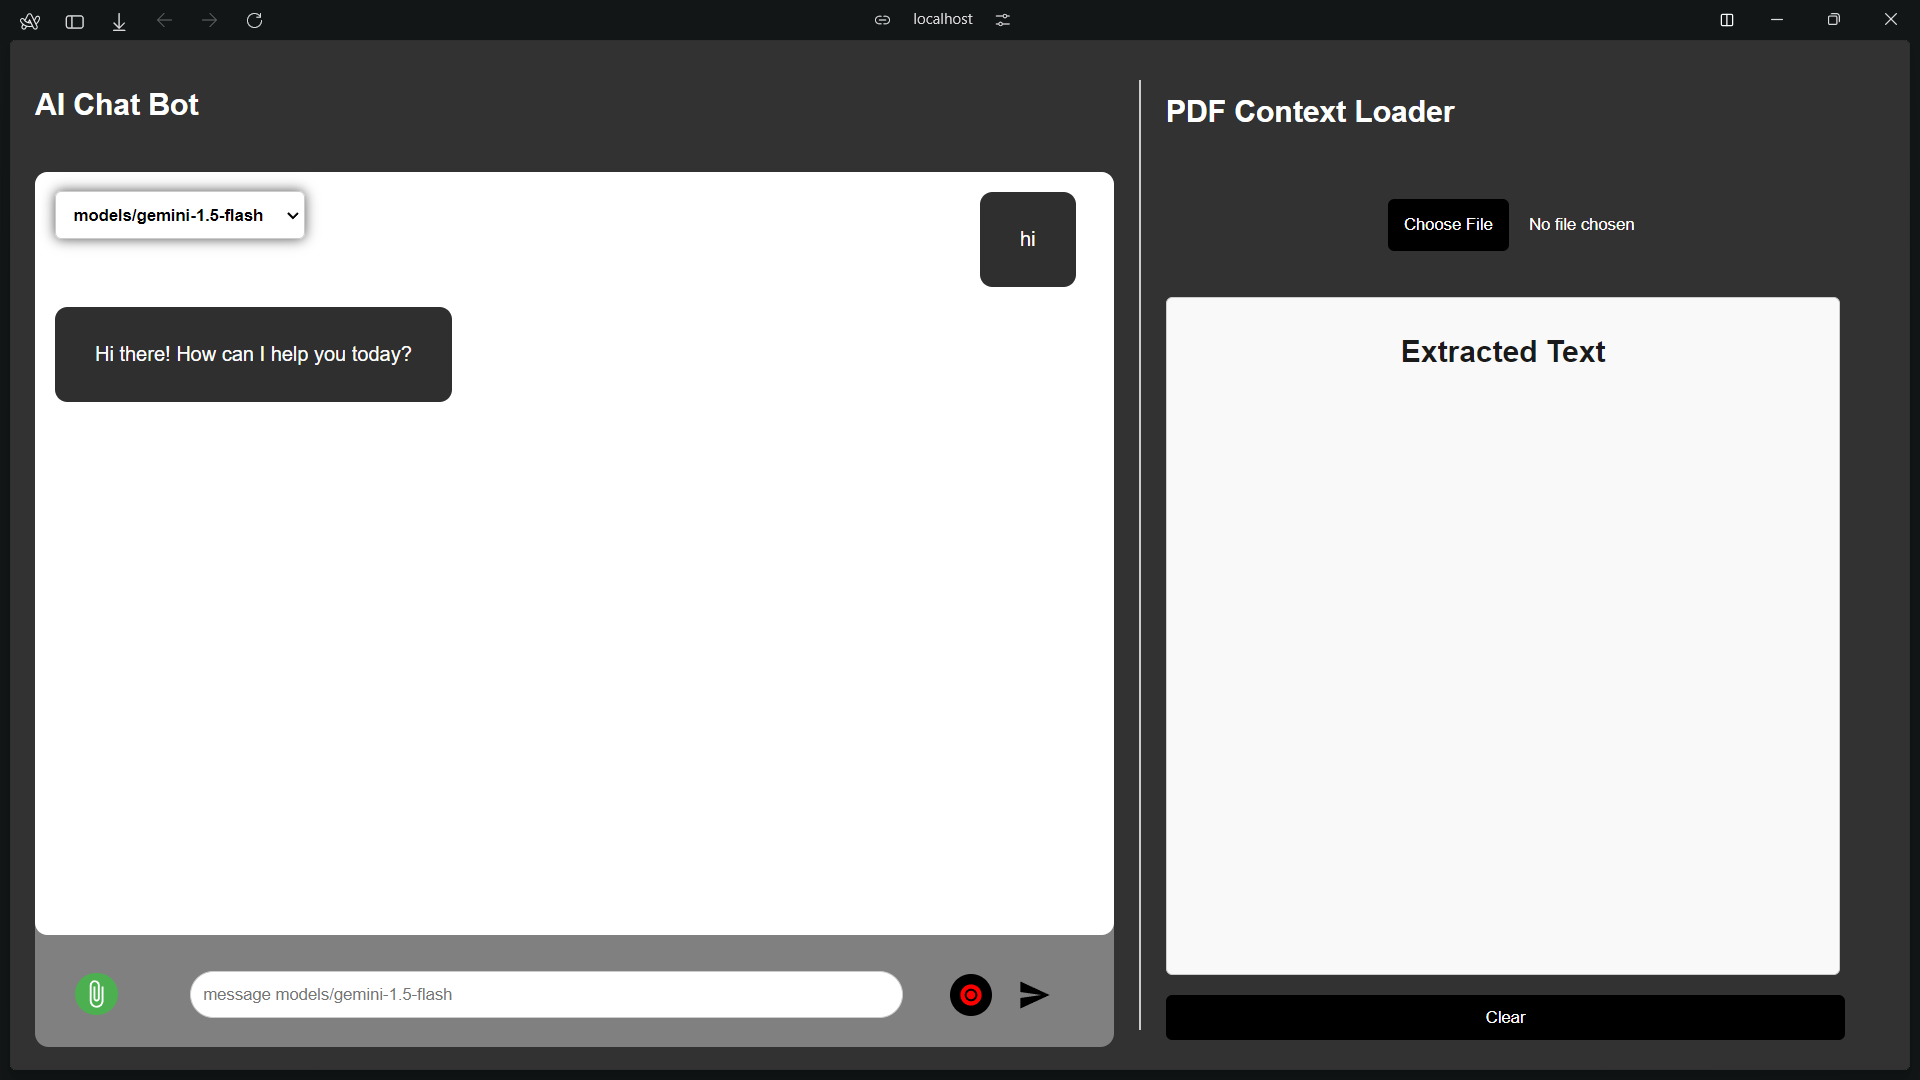 localhost
AI Chat Bot
models/gemini-1.5-flash
hi
Hi there! How can I help you today?
message models/gemini-1.5-flash
PDF Context Loader
Choose File No file chosen
Extracted Text
Clear